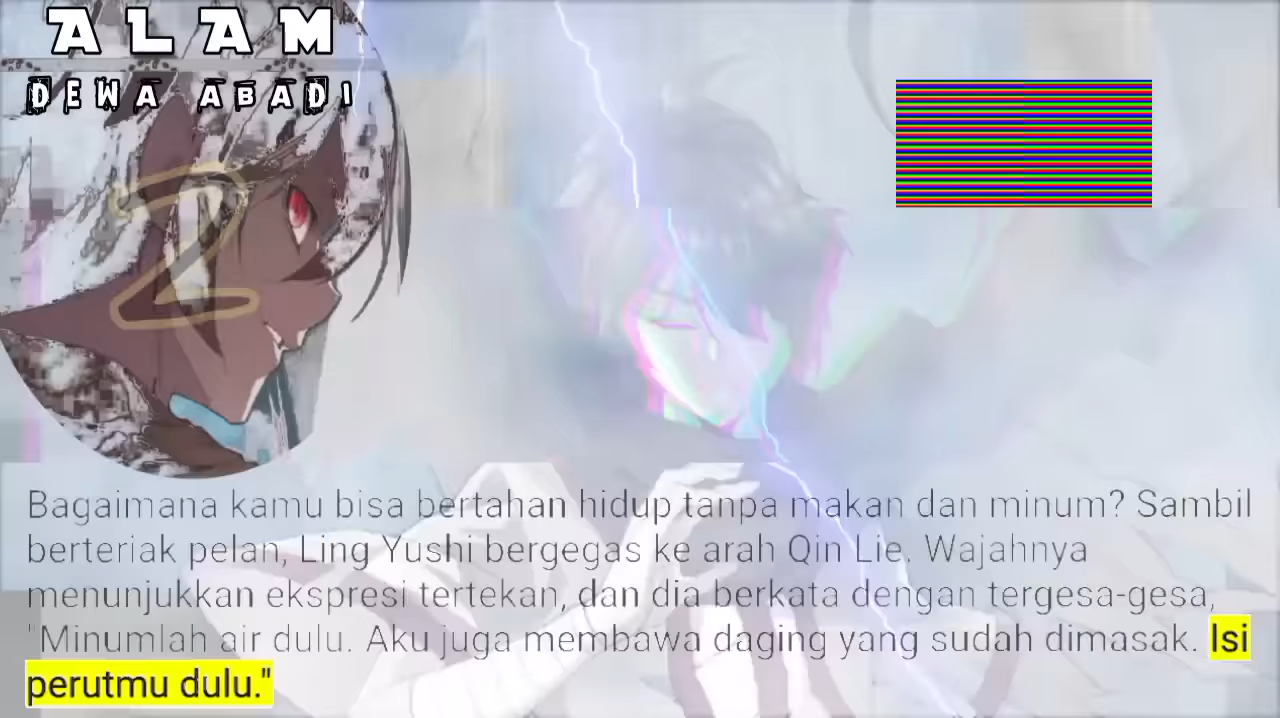 ALAM
DEWA ABADI
2
Bagaimana kamu bisa bertahan hidup tanpa makan dan minum? Sambil
berteriak pelan, Ling Yushi bergegas ke arah Qin Lie. Wajahnya
menunjukkan ekspresi tertekan, dan dia berkata dengan tergesa-gesa,
"Minumlah air dulu. Aku juga membawa daging yang sudah dimasak. Isi
perutmu dulu."